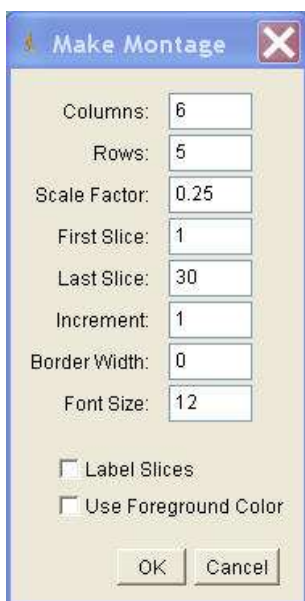 Make Montage
Columns: 6
Rows: 5
Scale Factor: 0.25
First Slice: 1
Last Slice: 30
Increment: 1
Border Width: 0
Font Size: 12
Label Slices
Use Foreground Color
OK Cancel